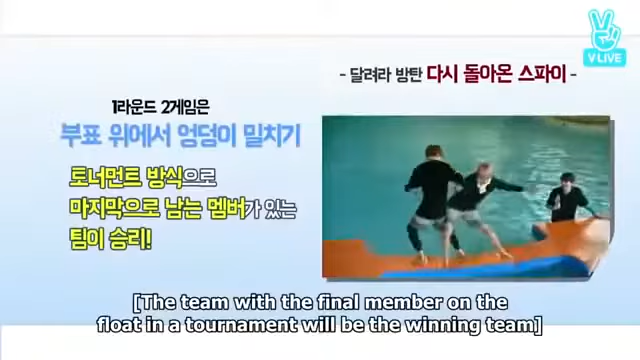 V LIVE
- 달려라 방탄 다시 돌아온 스파이 -
1라운드 2게임은
부표 위에서 엉덩이 밀치기
토너먼트 방식으로
마지막으로 남는 멤버가 있는
팀이 승리!
[The team with the final member on the
float in a tournament will be the winning team]